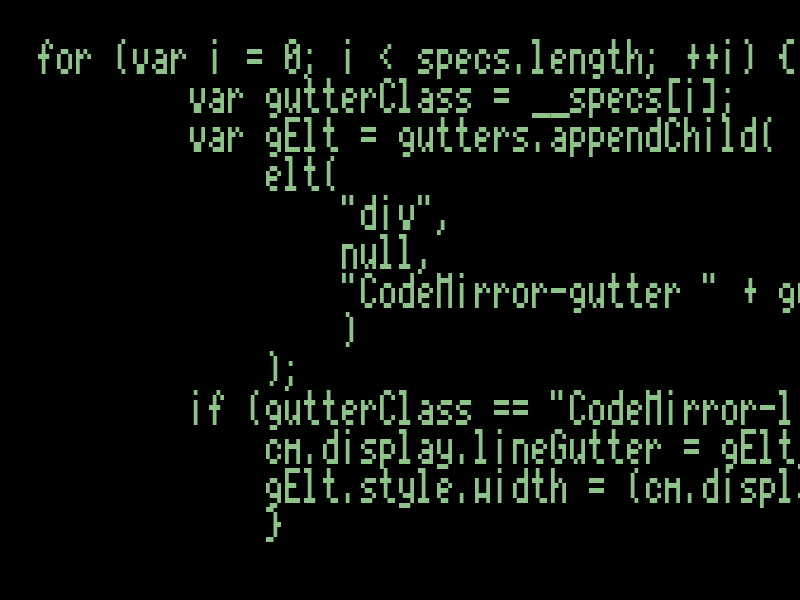 for (var i = 0; i < specs.length; ++i) {
var gutterClass = __specs[i];
var gElt = gutters.appendChild(
elt(
"div",
null,
"CodeMirror-gutter " + gu
)
);
if (gutterClass == "CodeMirror-l
cm.display.lineGutter = gElt
gElt.style.width = (cm.displ
}